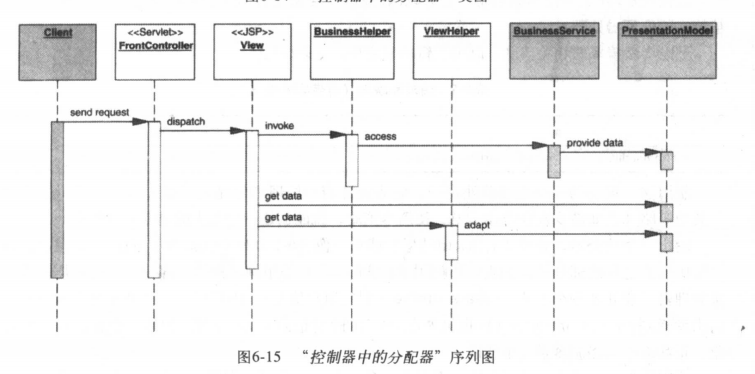 Client
<<Servlet>>
FrontController
<<JSP>>
View
BusinessHelper
ViewHelper
BusinessService
PresentationModel
send request
dispatch
invoke
access
provide data
get data
get data
adapt
图6-15 “控制器中的分配器”序列图